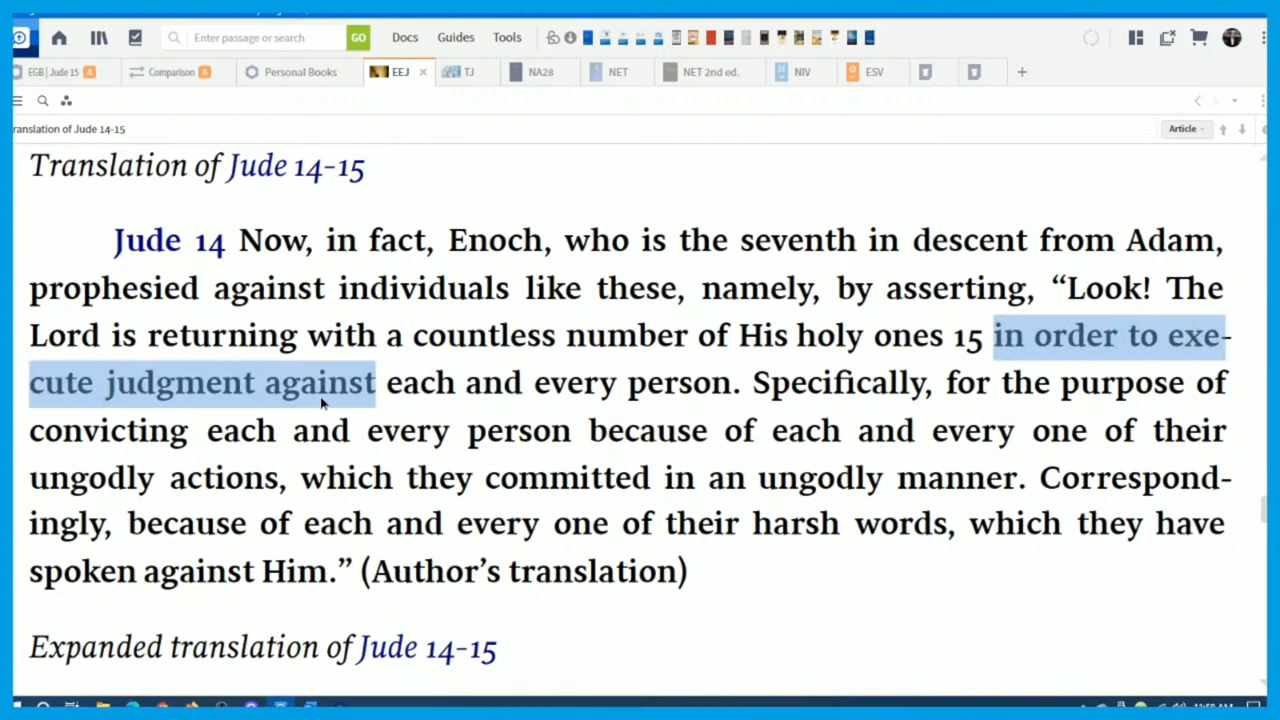 Enter passage or search GO Docs Guides Tools
EGB | Jude 15 A Comparison A Personal Books EEJ × TJ NA28 NET NET 2nd ed. NIV ESV +
ranslation of Jude 14-15 Article
Translation of Jude 14-15
Jude 14 Now, in fact, Enoch, who is the seventh in descent from Adam,
prophesied against individuals like these, namely, by asserting, “Look! The
Lord is returning with a countless number of His holy ones 15 in order to exe-
cute judgment against each and every person. Specifically, for the purpose of
convicting each and every person because of each and every one of their
ungodly actions, which they committed in an ungodly manner. Correspond-
ingly, because of each and every one of their harsh words, which they have
spoken against Him.” (Author’s translation)
Expanded translation of Jude 14-15